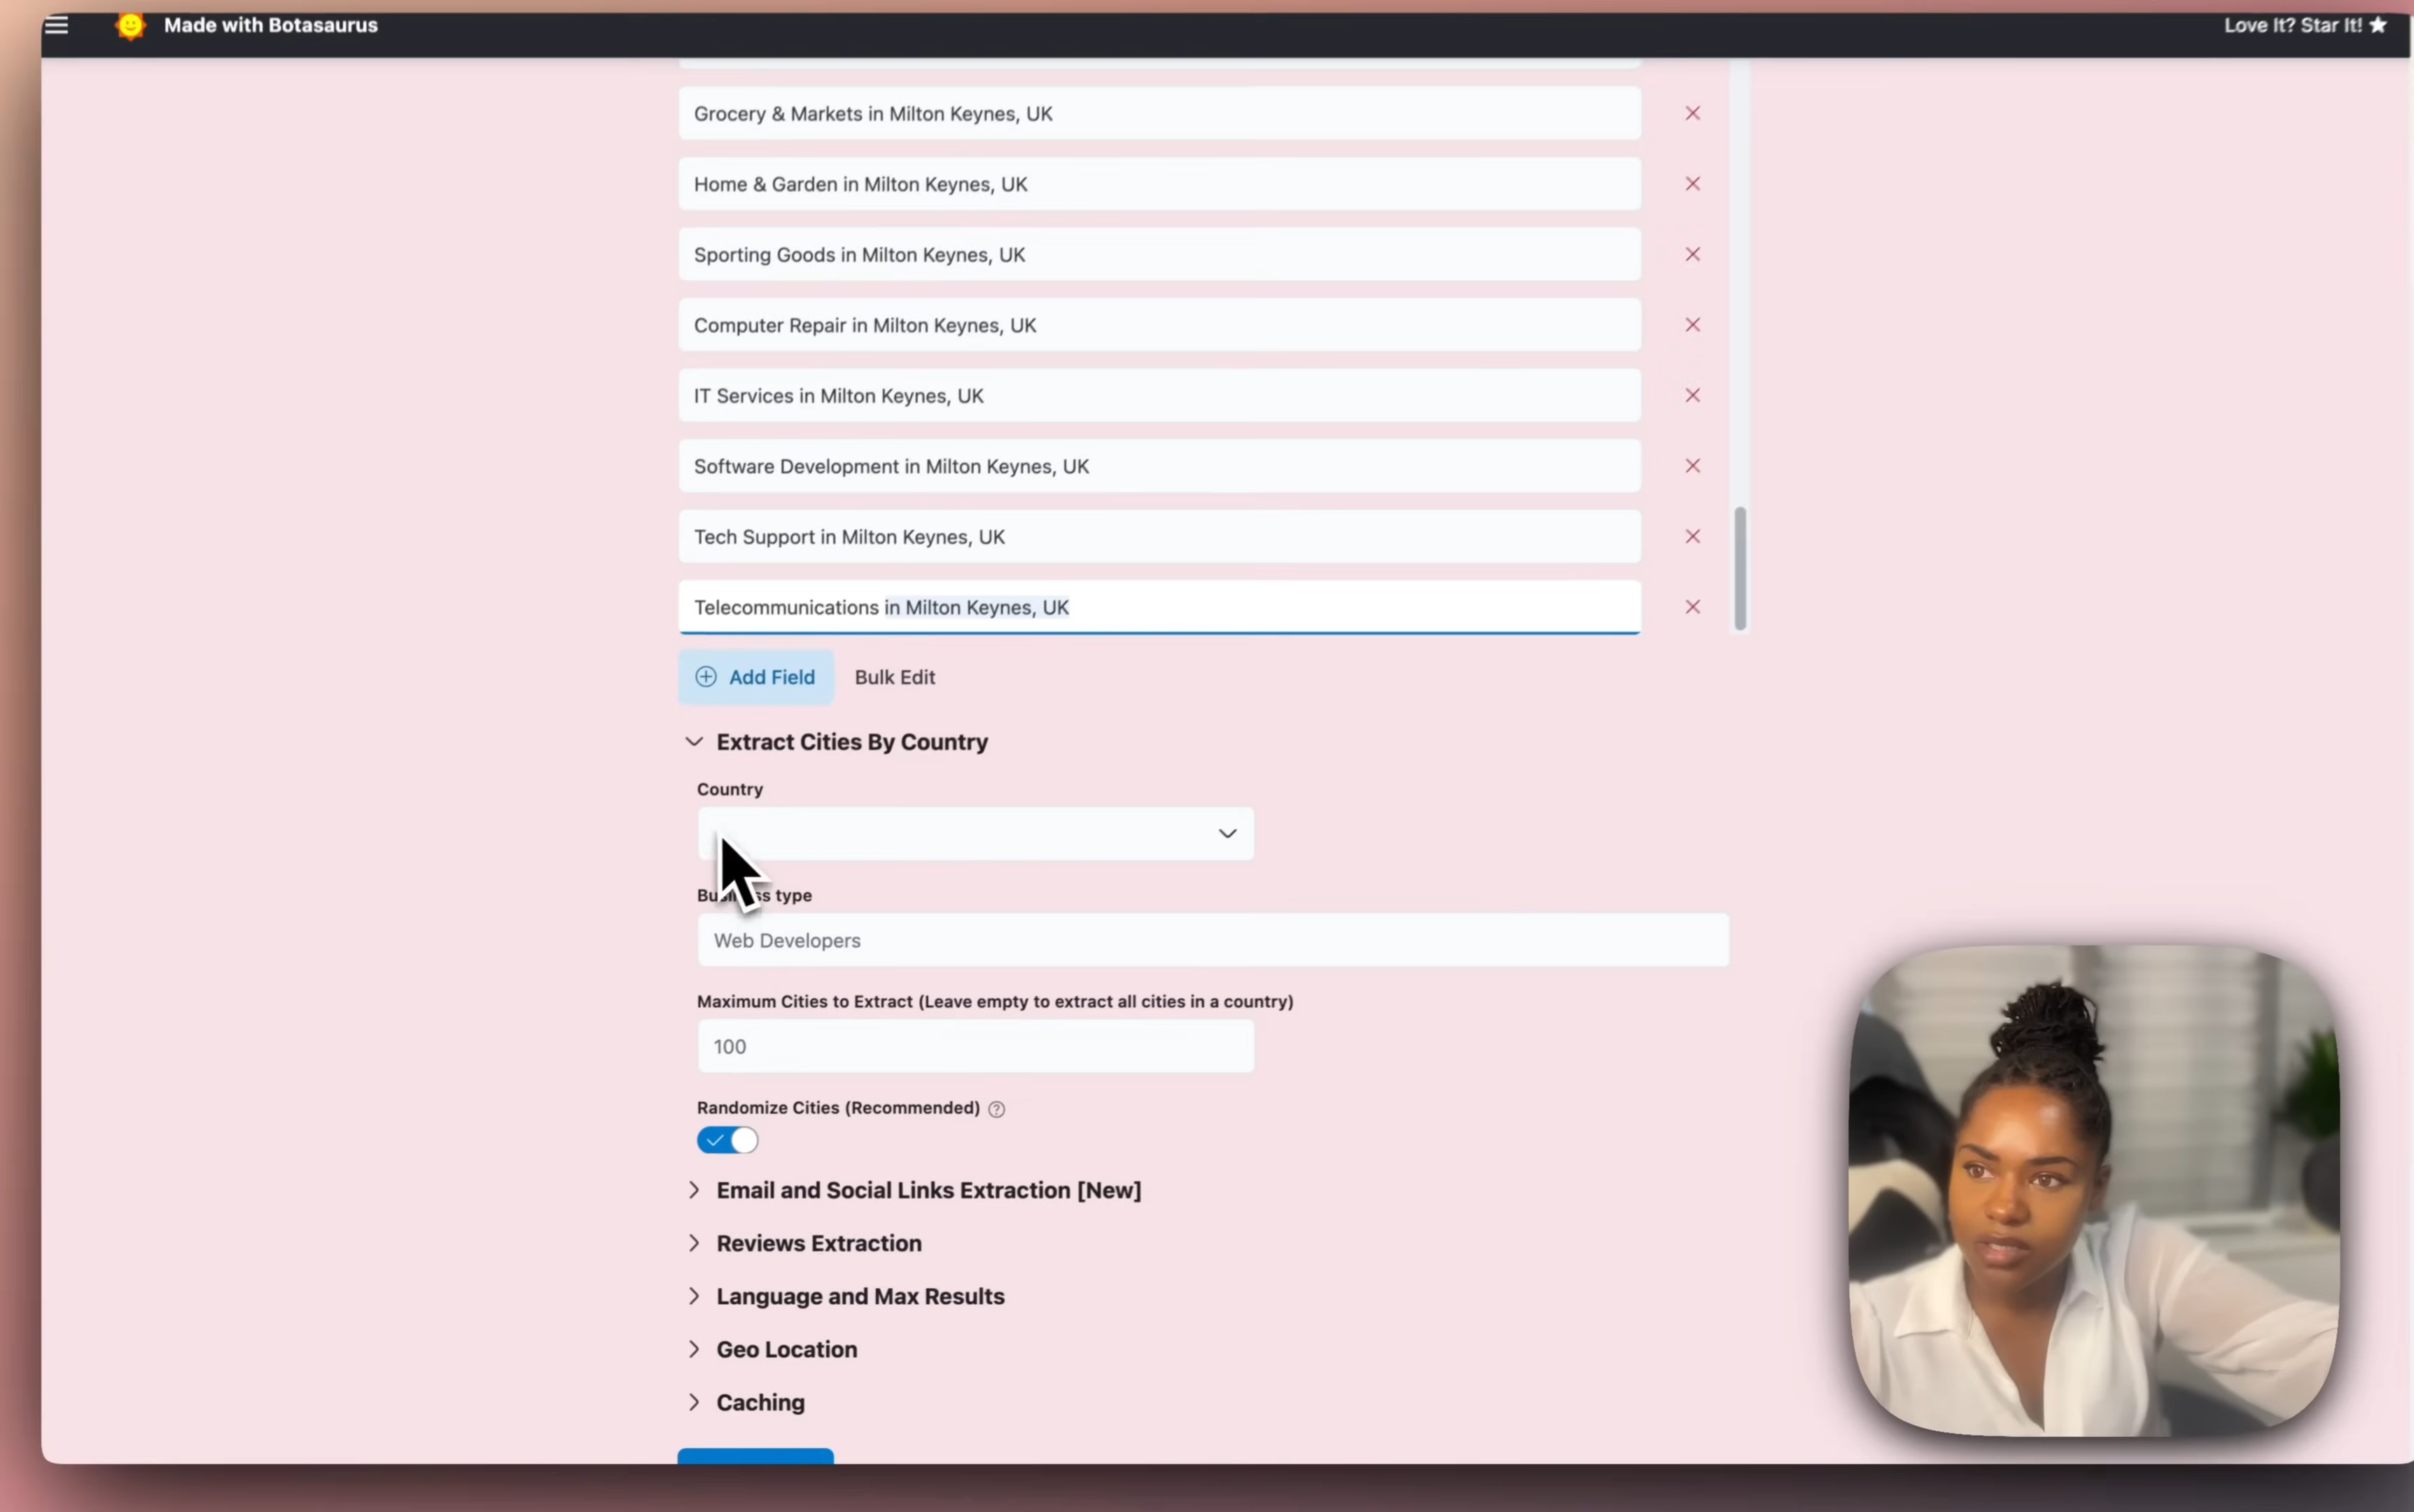 Made with Botasaurus
Love It? Star It!
Grocery & Markets in Milton Keynes, UK
Home & Garden in Milton Keynes, UK
Sporting Goods in Milton Keynes, UK
Computer Repair in Milton Keynes, UK
IT Services in Milton Keynes, UK
Software Development in Milton Keynes, UK
Tech Support in Milton Keynes, UK
Telecommunications in Milton Keynes, UK
Add Field
Bulk Edit
Extract Cities By Country
Country
Business type
Web Developers
Maximum Cities to Extract (Leave empty to extract all cities in a country)
100
Randomize Cities (Recommended)
Email and Social Links Extraction [New]
Reviews Extraction
Language and Max Results
Geo Location
Caching